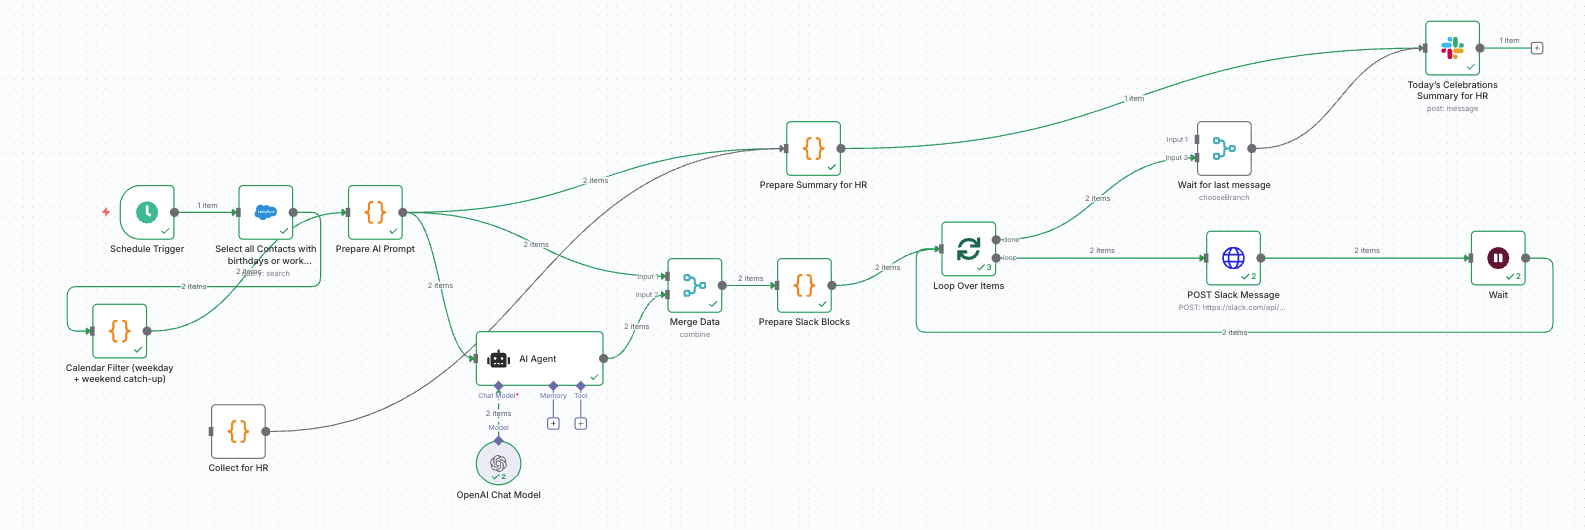 1 item
Today's Celebrations
Summary for HR
post: message
1 item
Input 1
Input 2
Wait for last message
chooseBranch
Prepare Summary for HR
2 items
1 item
Schedule Trigger
Select all Contacts with
birthdays or work...
search
Prepare AI Prompt
2 items
2 items
2 items
2 items
2 items
Input 1
Input 2
Merge Data
combine
2 items
Prepare Slack Blocks
2 items
done
loop
3
Loop Over Items
2 items
2 items
2
POST Slack Message
POST: https://slack.com/api/...
2 items
2
Wait
2 items
Calendar Filter (weekday
+ weekend catch-up)
AI Agent
Chat Model*
Memory
Tool
2 items
Model
2
OpenAI Chat Model
Collect for HR